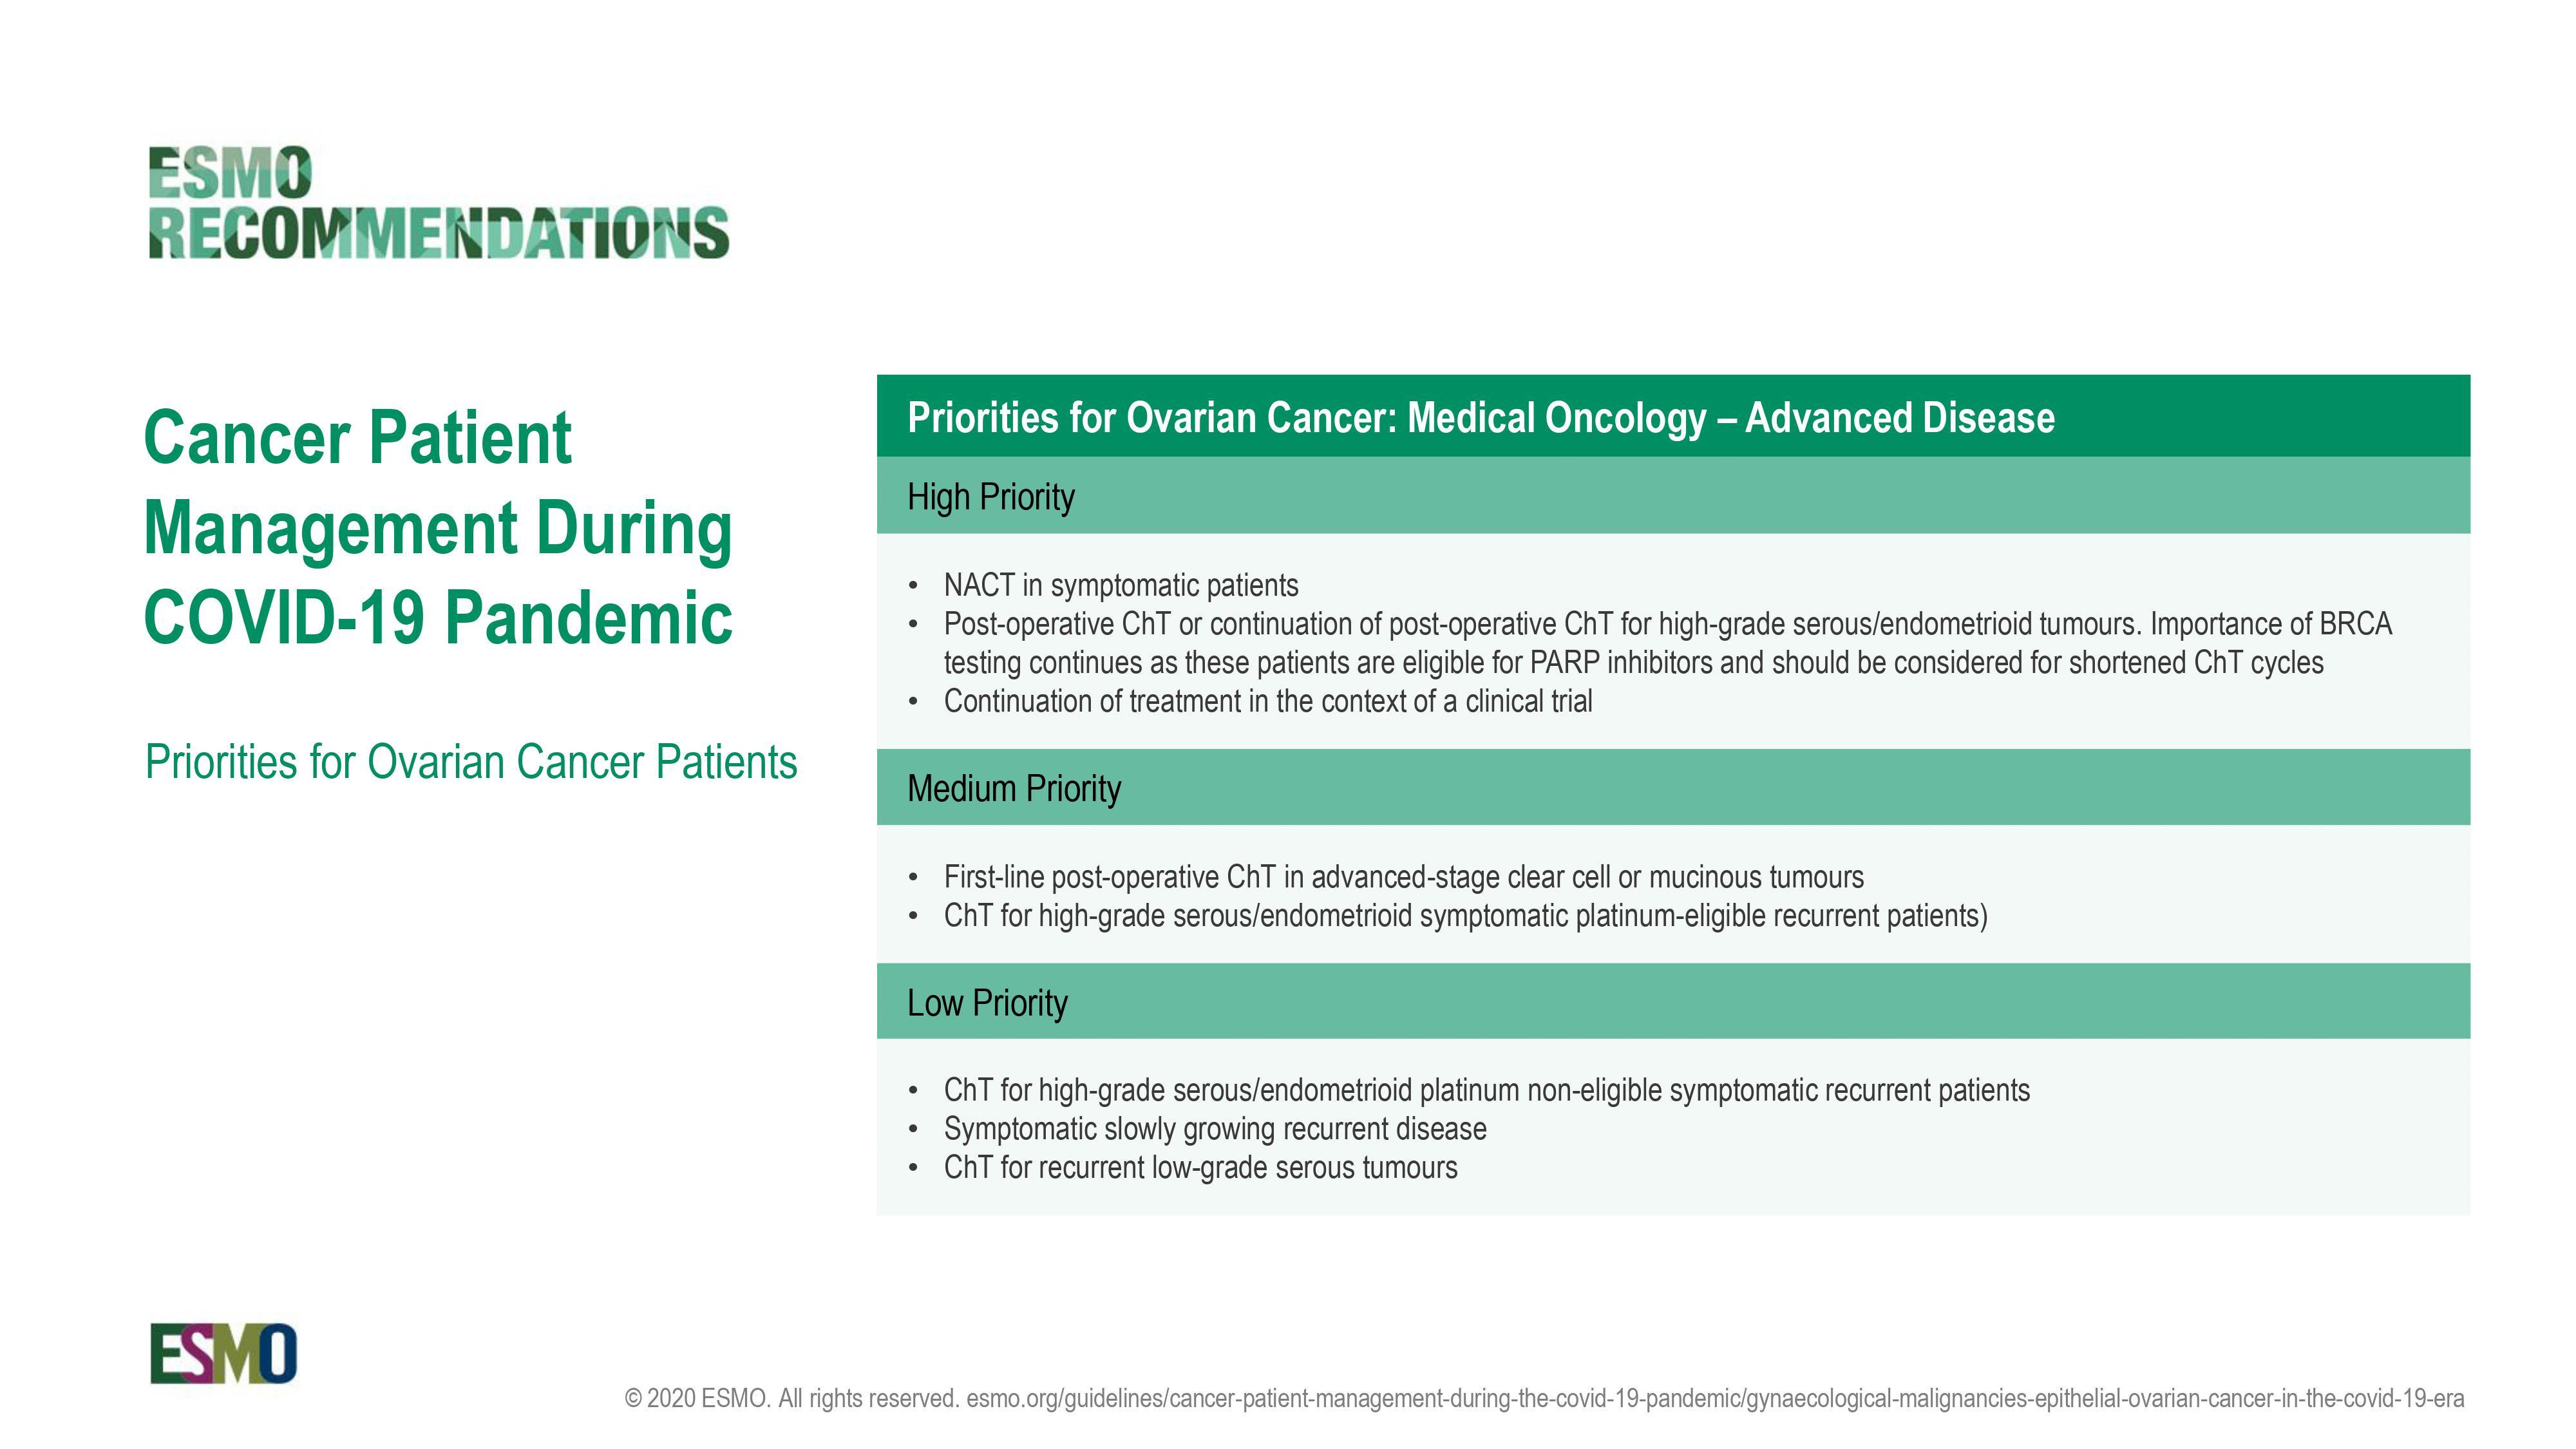 ESMO
RECOMMENDATIONS
Cancer Patient
Management During
COVID-19 Pandemic
Priorities for Ovarian Cancer Patients
Priorities for Ovarian Cancer: Medical Oncology – Advanced Disease
High Priority
• NACT in symptomatic patients
• Post-operative ChT or continuation of post-operative ChT for high-grade serous/endometrioid tumours. Importance of BRCA
testing continues as these patients are eligible for PARP inhibitors and should be considered for shortened ChT cycles
• Continuation of treatment in the context of a clinical trial
Medium Priority
• First-line post-operative ChT in advanced-stage clear cell or mucinous tumours
• ChT for high-grade serous/endometrioid symptomatic platinum-eligible recurrent patients)
Low Priority
• ChT for high-grade serous/endometrioid platinum non-eligible symptomatic recurrent patients
• Symptomatic slowly growing recurrent disease
• ChT for recurrent low-grade serous tumours
ESMO
© 2020 ESMO. All rights reserved. esmo.org/guidelines/cancer-patient-management-during-the-covid-19-pandemic/gynaecological-malignancies-epithelial-ovarian-cancer-in-the-covid-19-era